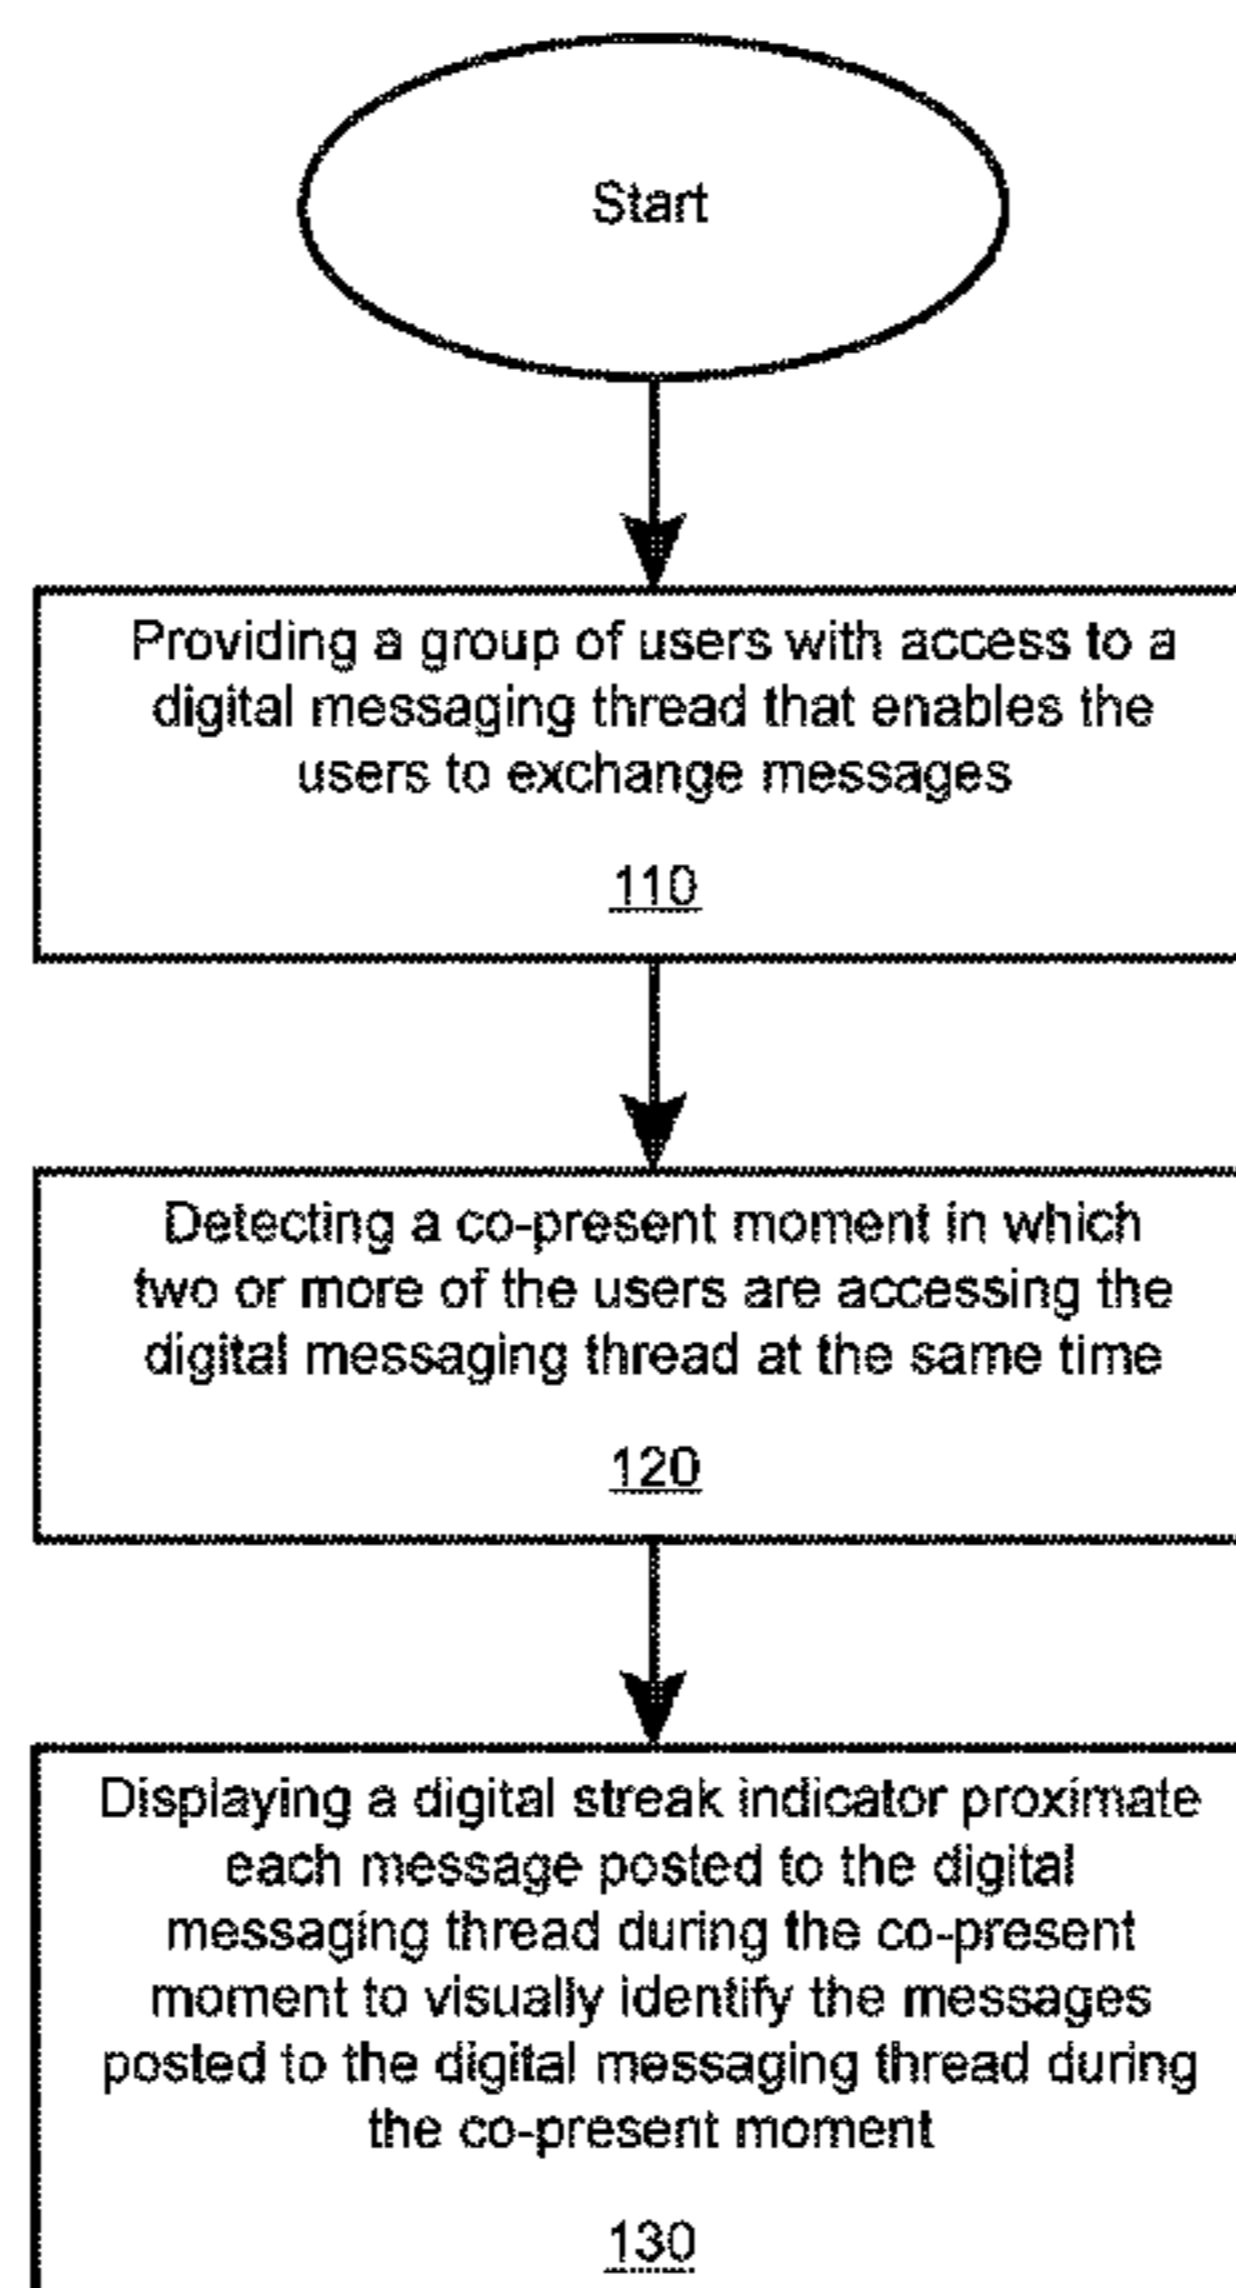 Start
Providing a group of users with access to a
digital messaging thread that enables the
users to exchange messages
110
Detecting a co-present moment in which
two or more of the users are accessing the
digital messaging thread at the same time
120
Displaying a digital streak indicator proximate
each message posted to the digital
messaging thread during the co-present
moment to visually identify the messages
posted to the digital messaging thread during
the co-present moment
130